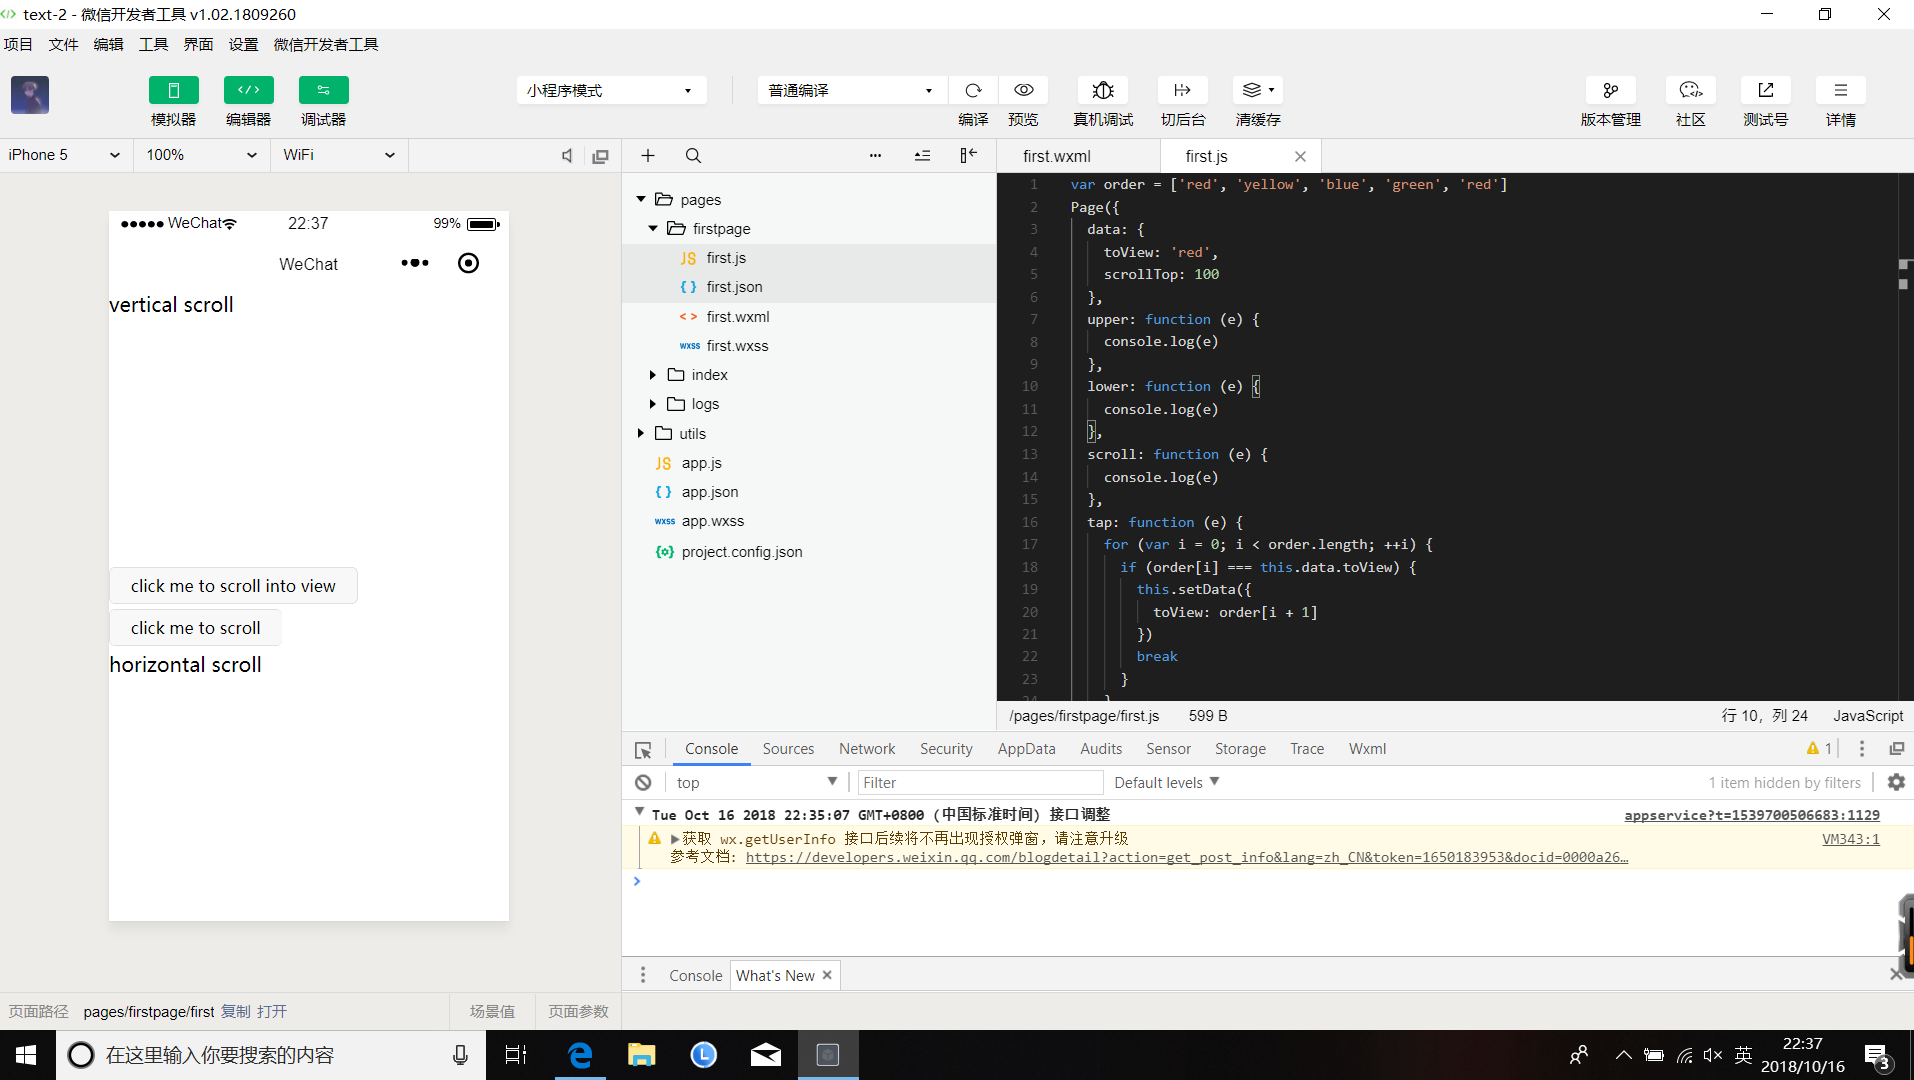 text-2 - 微信开发者工具 v1.02.1809260
项目 文件 编辑 工具 界面 设置 微信开发者工具
小程序模式 普通编译
模拟器 编辑器 调试器 编译 预览 真机调试 切后台 清缓存 版本管理 社区 测试号 详情
iPhone 5 100% WiFi
WeChat 22:37 99%
WeChat
vertical scroll
click me to scroll into view
click me to scroll
horizontal scroll
页面路径 pages/firstpage/first 复制 打开 场景值 页面参数
pages
firstpage
JS first.js
{ } first.json
< > first.wxml
wxss first.wxss
index
logs
utils
JS app.js
{ } app.json
wxss app.wxss
project.config.json
first.wxml first.js
1 var order = ['red', 'yellow', 'blue', 'green', 'red']
2 Page({
3 data: {
4 toView: 'red',
5 scrollTop: 100
6 },
7 upper: function (e) {
8 console.log(e)
9 },
10 lower: function (e) {
11 console.log(e)
12 },
13 scroll: function (e) {
14 console.log(e)
15 },
16 tap: function (e) {
17 for (var i = 0; i < order.length; ++i) {
18 if (order[i] === this.data.toView) {
19 this.setData({
20 toView: order[i + 1]
21 })
22 break
23 }
24 }
/pages/firstpage/first.js 599 B 行 10，列 24 JavaScript
Console Sources Network Security AppData Audits Sensor Storage Trace Wxml 1
top Filter Default levels 1 item hidden by filters
Tue Oct 16 2018 22:35:07 GMT+0800 (中国标准时间) 接口调整 appservice?t=1539700506683:1129
获取 wx.getUserInfo 接口后续将不再出现授权弹窗，请注意升级 VM343:1
参考文档: https://developers.weixin.qq.com/blogdetail?action=get_post_info&lang=zh_CN&token=1650183953&docid=0000a26…
Console What's New
在这里输入你要搜索的内容
英 22:37
2018/10/16 3